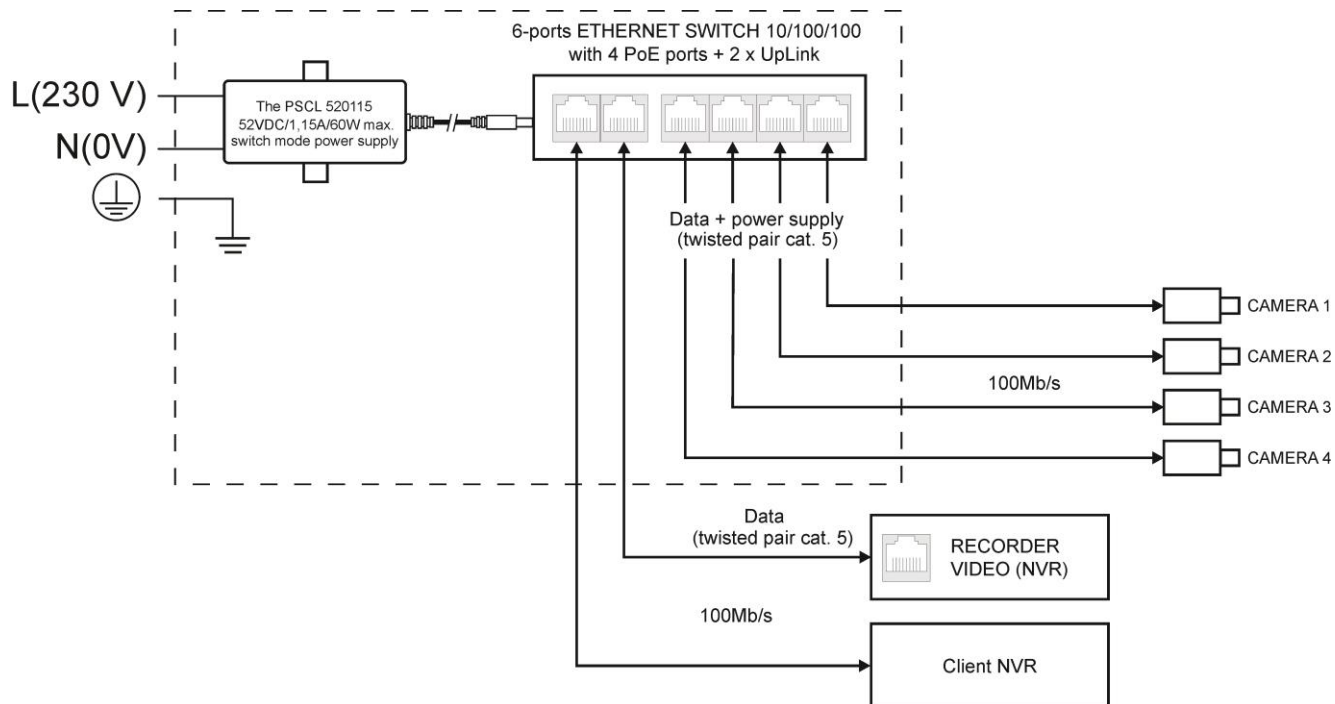 6-ports ETHERNET SWITCH 10/100/100
with 4 PoE ports + 2 x UpLink
L(230 V)
N(0V)
The PSCL 520115
52VDC/1,15A/60W max.
switch mode power supply
Data + power supply
(twisted pair cat. 5)
CAMERA 1
CAMERA 2
100Mb/s
CAMERA 3
CAMERA 4
Data
(twisted pair cat. 5)
RECORDER
VIDEO (NVR)
100Mb/s
Client NVR